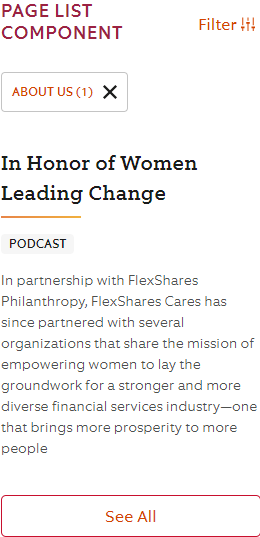 PAGE LIST
COMPONENT
Filter
ABOUT US (1)
In Honor of Women
Leading Change
PODCAST
In partnership with FlexShares
Philanthropy, FlexShares Cares has
since partnered with several
organizations that share the mission of
empowering women to lay the
groundwork for a stronger and more
diverse financial services industry—one
that brings more prosperity to more
people
See All